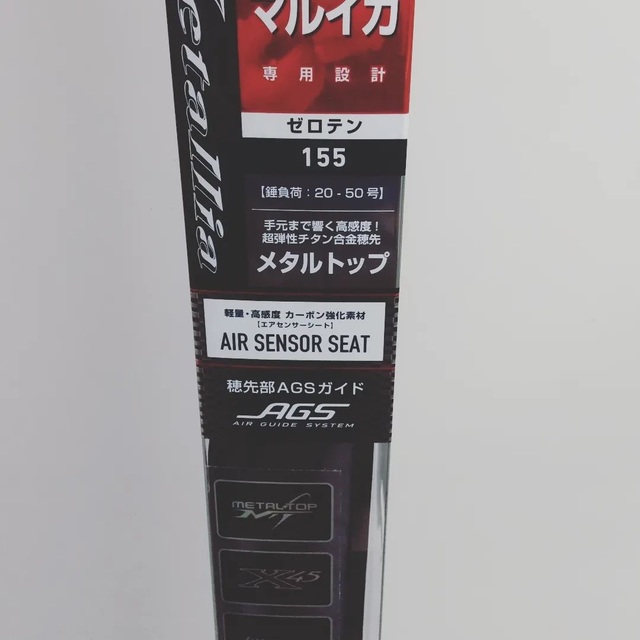 マルイカ
専用設計
etallia
ゼロテン
155
【錘負荷：20-50号】
手元まで響く高感度！
超弾性チタン合金穂先
メタルトップ
軽量・高感度 カーボン強化素材
【エアセンサーシート】
AIR SENSOR SEAT
穂先部AGSガイド
AGS
AIR GUIDE SYSTEM
METAL-TOP
MT
X45